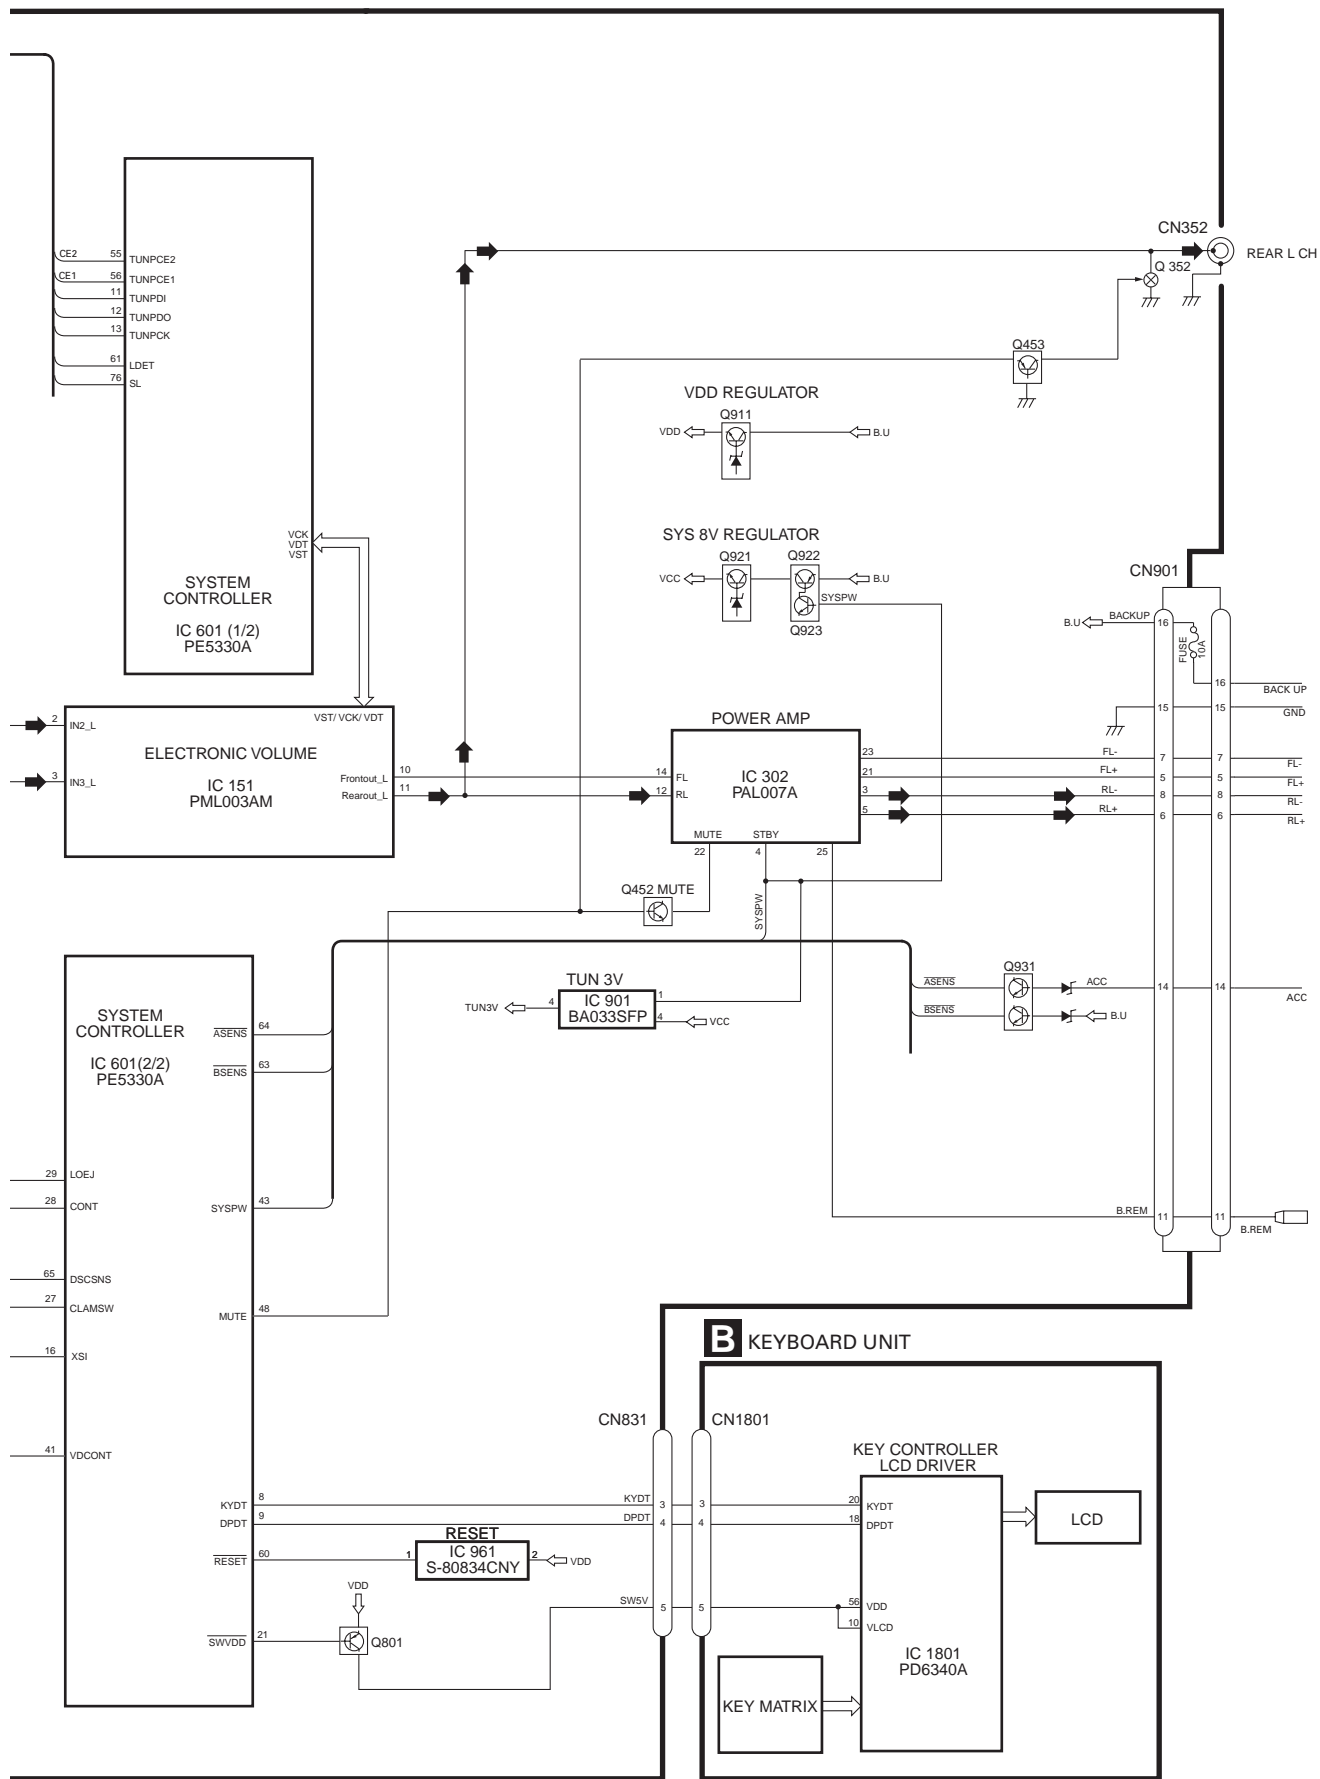 CN352
REAR L CH
Q 352
CE2
55
TUNPCE2
CE1
56
TUNPCE1
11
TUNPDI
12
TUNPDO
13
TUNPCK
61
LDET
76
SL
Q453
VDD REGULATOR
Q911
VDD
B.U
VCK
VDT
VST
SYSTEM
CONTROLLER
IC 601 (1/2)
PE5330A
SYS 8V REGULATOR
Q921
Q922
VCC
B.U
SYSPW
Q923
CN901
B.U
BACKUP
16
FUSE
10A
16
BACK UP
15
15
GND
VST/ VCK/ VDT
2
IN2_L
3
IN3_L
ELECTRONIC VOLUME
IC 151
PML003AM
Frontout_L
10
Rearout_L
11
POWER AMP
14
FL
12
RL
IC 302
PAL007A
MUTE
STBY
22
4
25
23
FL-
7
7
FL-
21
FL+
5
5
FL+
3
RL-
8
8
RL-
5
RL+
6
6
RL+
Q452 MUTE
SYSPW
TUN 3V
TUN3V
4
IC 901
BA033SFP
1
4
VCC
ASENS
BSENS
Q931
ACC
14
14
ACC
B.U
SYSTEM
CONTROLLER
IC 601(2/2)
PE5330A
ASENS
64
BSENS
63
29
LOEJ
28
CONT
SYSPW
43
B.REM
11
11
B.REM
65
DSCSNS
27
CLAMSW
MUTE
48
16
XSI
41
VDCONT
B KEYBOARD UNIT
CN831
CN1801
KEY CONTROLLER
LCD DRIVER
KYDT
8
KYDT
3
3
20
KYDT
DPDT
9
DPDT
4
4
18
DPDT
LCD
RESET
RESET
60
1
IC 961
S-80834CNY
2
VDD
VDD
SWVDD
21
Q801
SW5V
5
5
56
VDD
10
VLCD
IC 1801
PD6340A
KEY MATRIX